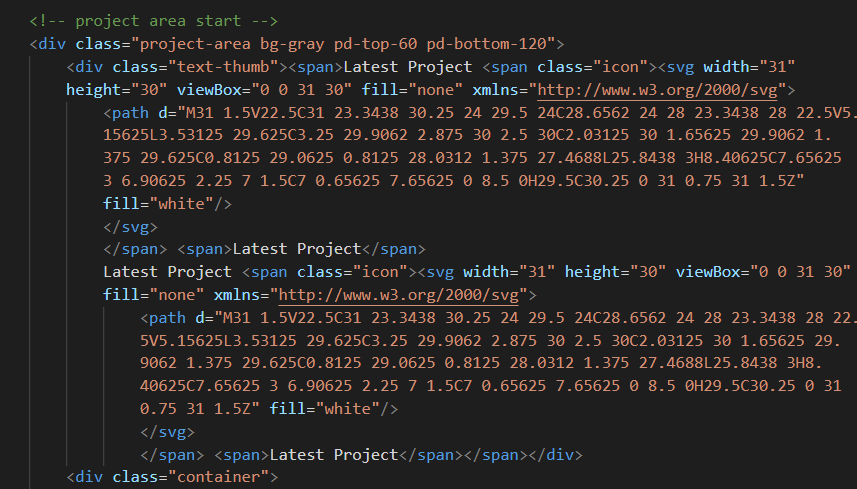 <!-- project area start -->
<div class="project-area bg-gray pd-top-60 pd-bottom-120">
<div class="text-thumb"><span>Latest Project <span class="icon"><svg width="31"
height="30" viewBox="0 0 31 30" fill="none" xmlns="http://www.w3.org/2000/svg">
<path d="M31 1.5V22.5C31 23.3438 30.25 24 29.5 24C28.6562 24 28 23.3438 28 22.5V5.
15625L3.53125 29.625C3.25 29.9062 2.875 30 2.5 30C2.03125 30 1.65625 29.9062 1.
375 29.625C0.8125 29.0625 0.8125 28.0312 1.375 27.4688L25.8438 3H8.40625C7.65625
3 6.90625 2.25 7 1.5C7 0.65625 7.65625 0 8.5 0H29.5C30.25 0 31 0.75 31 1.5Z"
fill="white"/>
</svg>
</span> <span>Latest Project</span>
Latest Project <span class="icon"><svg width="31" height="30" viewBox="0 0 31 30"
fill="none" xmlns="http://www.w3.org/2000/svg">
<path d="M31 1.5V22.5C31 23.3438 30.25 24 29.5 24C28.6562 24 28 23.3438 28 22.
5V5.15625L3.53125 29.625C3.25 29.9062 2.875 30 2.5 30C2.03125 30 1.65625 29.
9062 1.375 29.625C0.8125 29.0625 0.8125 28.0312 1.375 27.4688L25.8438 3H8.
40625C7.65625 3 6.90625 2.25 7 1.5C7 0.65625 7.65625 0 8.5 0H29.5C30.25 0 31
0.75 31 1.5Z" fill="white"/>
</svg>
</span> <span>Latest Project</span></span></div>
<div class="container">